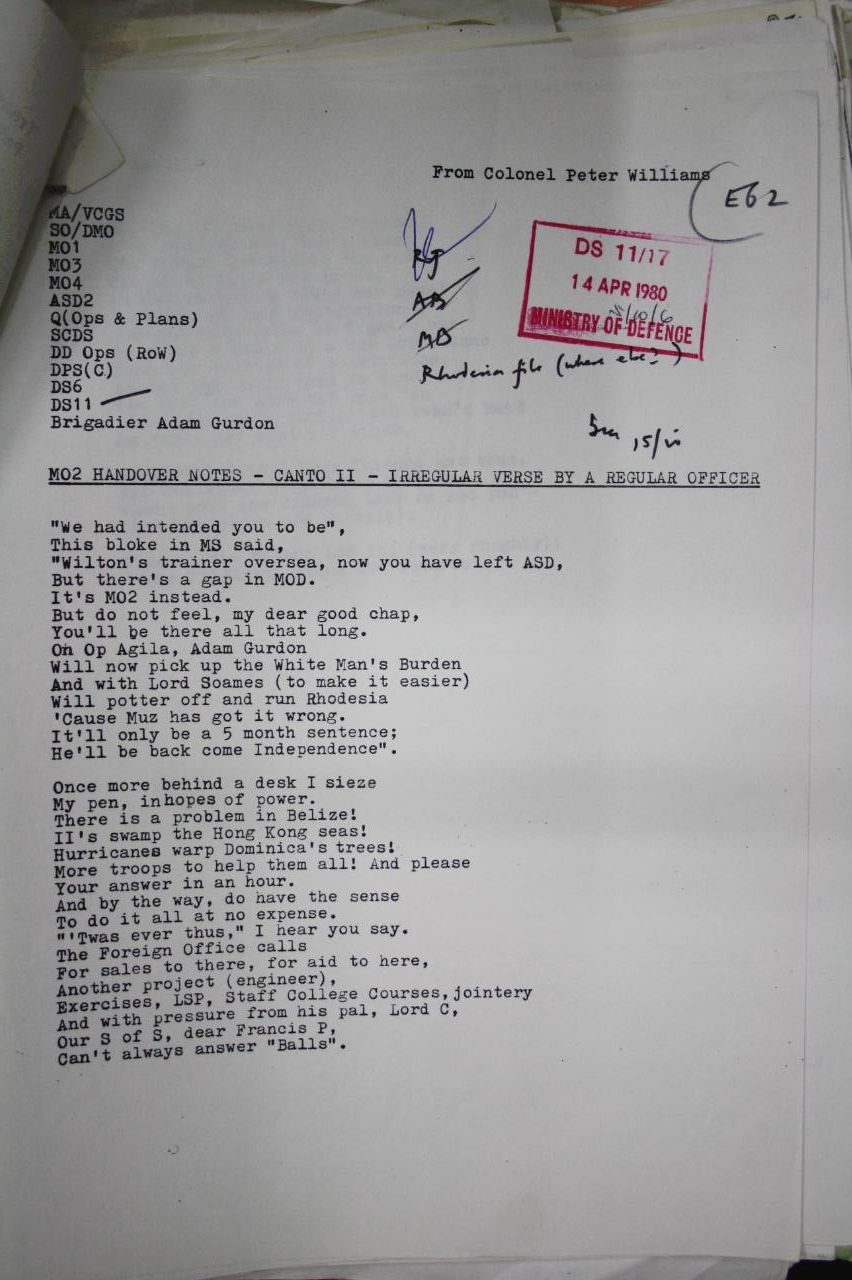 From Colonel Peter Williams
E62
MA/VCGS
SO/DMO
MO1
MO3
MO4
ASD2
Q(Ops & Plans)
SCDS
DD Ops (RoW)
DPS(C)
DS6
DS11
Brigadier Adam Gurdon
AB
MB
Rhodesia file (where else?)
DS 11/17
14 APR 1980
MINISTRY OF DEFENCE
15/iv
MO2 HANDOVER NOTES - CANTO II - IRREGULAR VERSE BY A REGULAR OFFICER
"We had intended you to be",
This bloke in MS said,
"Wilton's trainer oversea, now you have left ASD,
But there's a gap in MOD.
It's MO2 instead.
But do not feel, my dear good chap,
You'll be there all that long.
On Op Agila, Adam Gurdon
Will now pick up the White Man's Burden
And with Lord Soames (to make it easier)
Will potter off and run Rhodesia
'Cause Muz has got it wrong.
It'll only be a 5 month sentence;
He'll be back come Independence".
Once more behind a desk I sieze
My pen, inhopes of power.
There is a problem in Belize!
II's swamp the Hong Kong seas!
Hurricanes warp Dominica's trees!
More troops to help them all! And please
Your answer in an hour.
And by the way, do have the sense
To do it all at no expense.
"'Twas ever thus," I hear you say.
The Foreign Office calls
For sales to there, for aid to here,
Another project (engineer),
Exercises, LSP, Staff College Courses, jointery
And with pressure from his pal, Lord C,
Our S of S, dear Francis P,
Can't always answer "Balls".